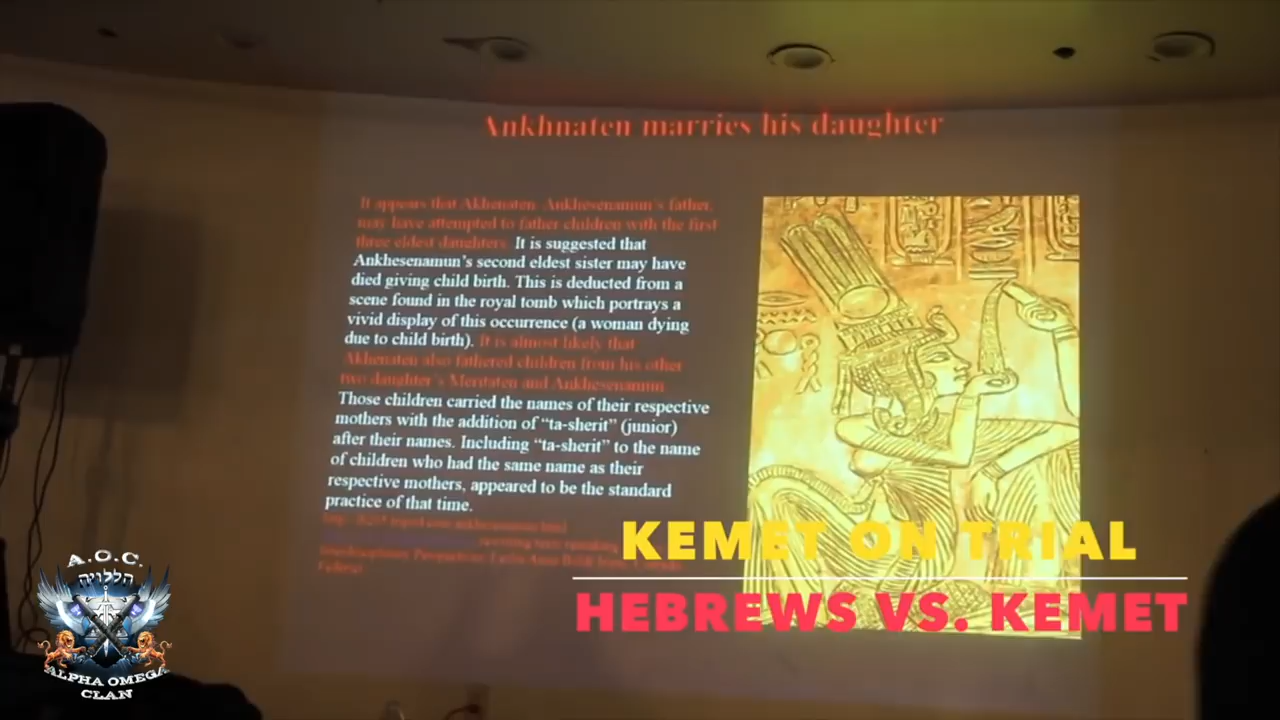 Ankhnaten marries his daughter
It appears that Akhenaten, Ankhesenamun's father,
may have attempted to father children with the first
three eldest daughters. It is suggested that
Ankhesenamun's second eldest sister may have
died giving child birth. This is deducted from a
scene found in the royal tomb which portrays a
vivid display of this occurrence (a woman dying
due to child birth). It is almost likely that
Akhenaten also fathered children from his other
two daughter's Meritaten and Ankhesenamun
Those children carried the names of their respective
mothers with the addition of "ta-sherit" (junior)
after their names. Including "ta-sherit" to the name
of children who had the same name as their
respective mothers, appeared to be the standard
practice of that time.
KEMET ON TRIAL
HEBREWS VS. KEMET
A.O.C.
הללויה
ALPHA OMEGA
CLAN